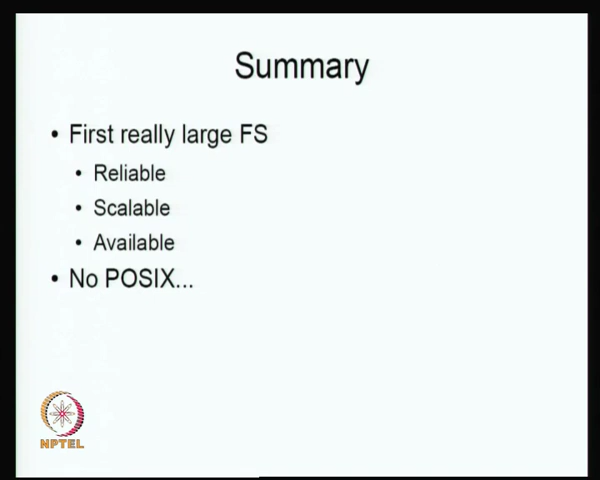 Summary
• First really large FS
• Reliable
• Scalable
• Available
• No POSIX...
NPTEL